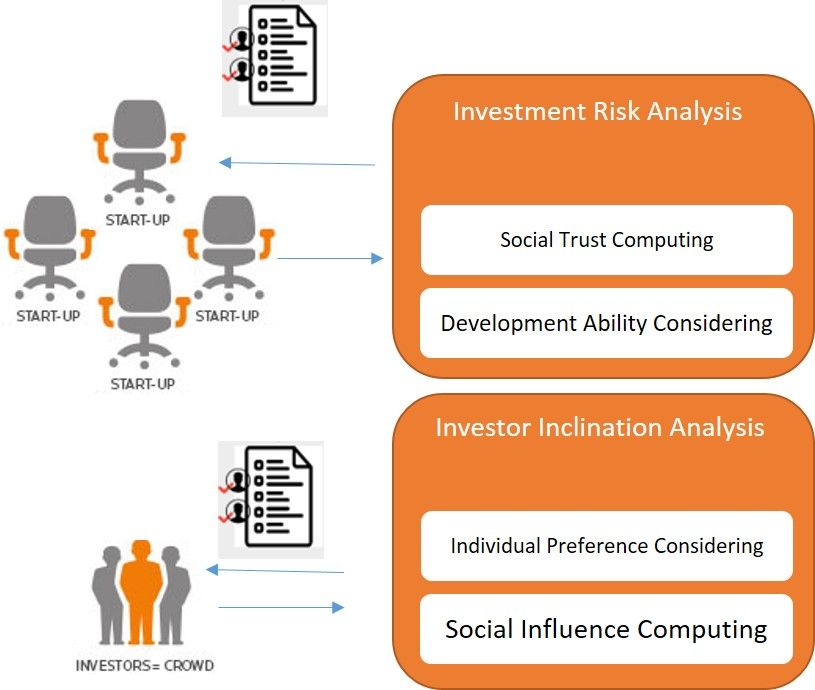 Investment Risk Analysis
START-UP
Social Trust Computing
START-UP
START-UP
Development Ability Considering
START-UP
Investor Inclination Analysis
Individual Preference Considering
Social Influence Computing
INVESTORS= CROWD